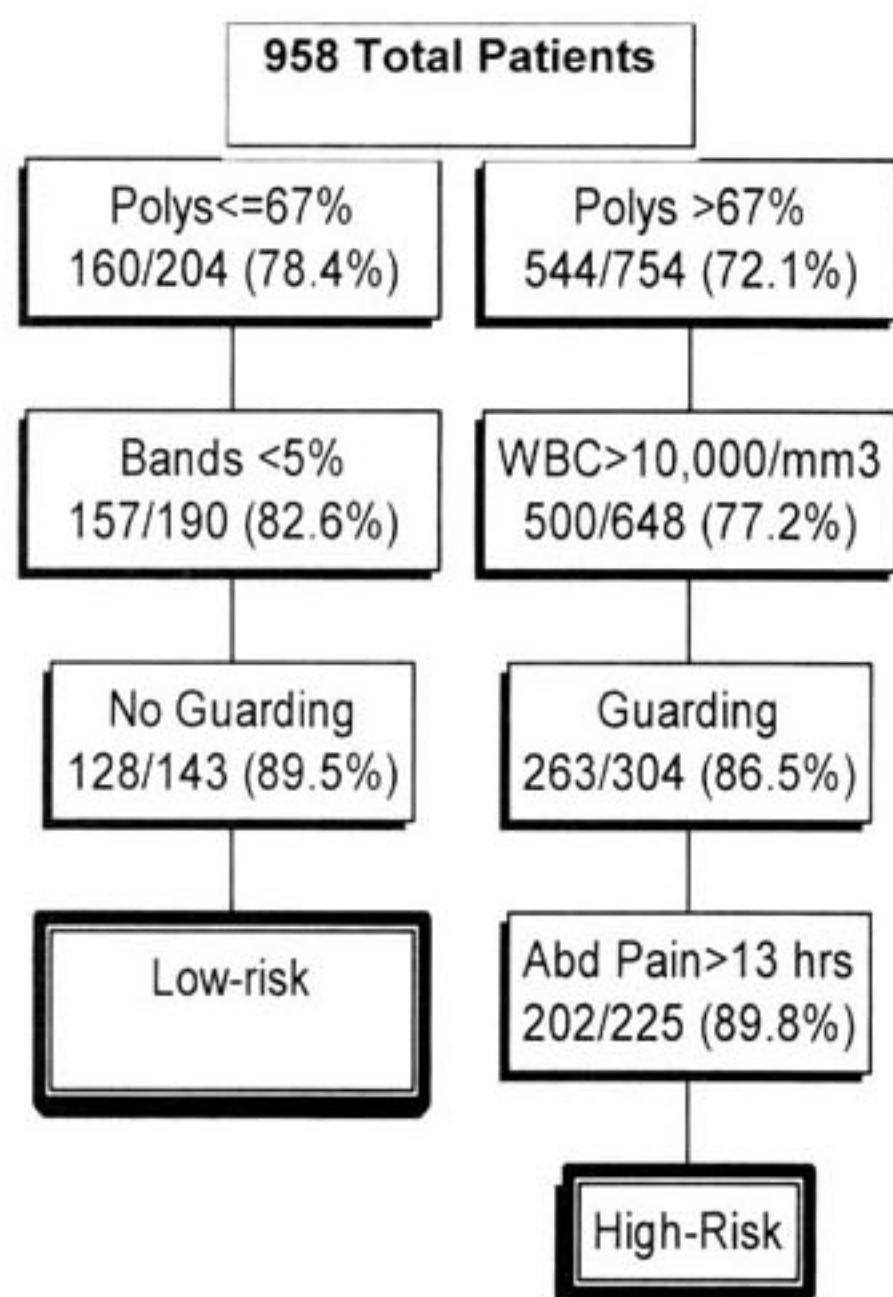 958 Total Patients
Polys<=67%
160/204 (78.4%)
Polys >67%
544/754 (72.1%)
Bands <5%
157/190 (82.6%)
WBC>10,000/mm3
500/648 (77.2%)
No Guarding
128/143 (89.5%)
Guarding
263/304 (86.5%)
Low-risk
Abd Pain>13 hrs
202/225 (89.8%)
High-Risk